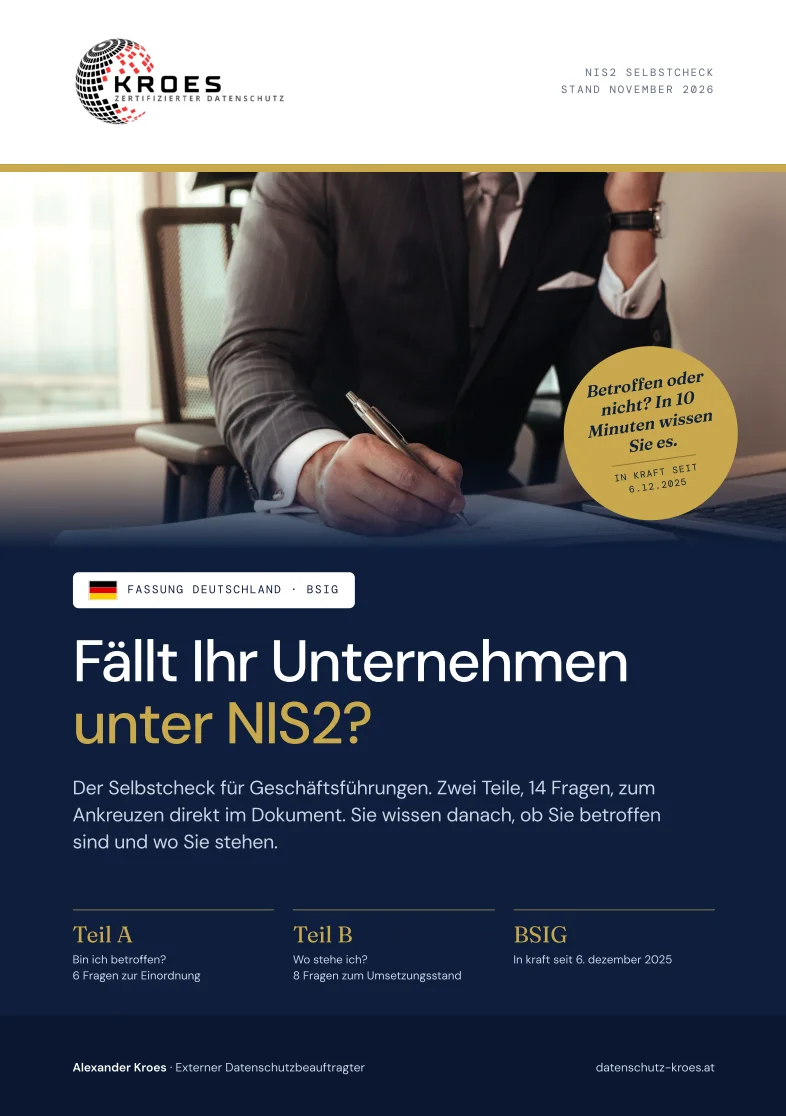 KROES
ZERTIFIZIERTER DATENSCHUTZ
NIS2 SELBSTCHECK
STAND NOVEMBER 2026
Betroffen oder
nicht? In 10
Minuten wissen
Sie es.
IN KRAFT SEIT
6.12.2025
FASSUNG DEUTSCHLAND · BSIG
Fällt Ihr Unternehmen
unter NIS2?
Der Selbstcheck für Geschäftsführungen. Zwei Teile, 14 Fragen, zum
Ankreuzen direkt im Dokument. Sie wissen danach, ob Sie betroffen
sind und wo Sie stehen.
Teil A
Bin ich betroffen?
6 Fragen zur Einordnung
Teil B
Wo stehe ich?
8 Fragen zum Umsetzungsstand
BSIG
In kraft seit 6. dezember 2025
Alexander Kroes · Externer Datenschutzbeauftragter
datenschutz-kroes.at